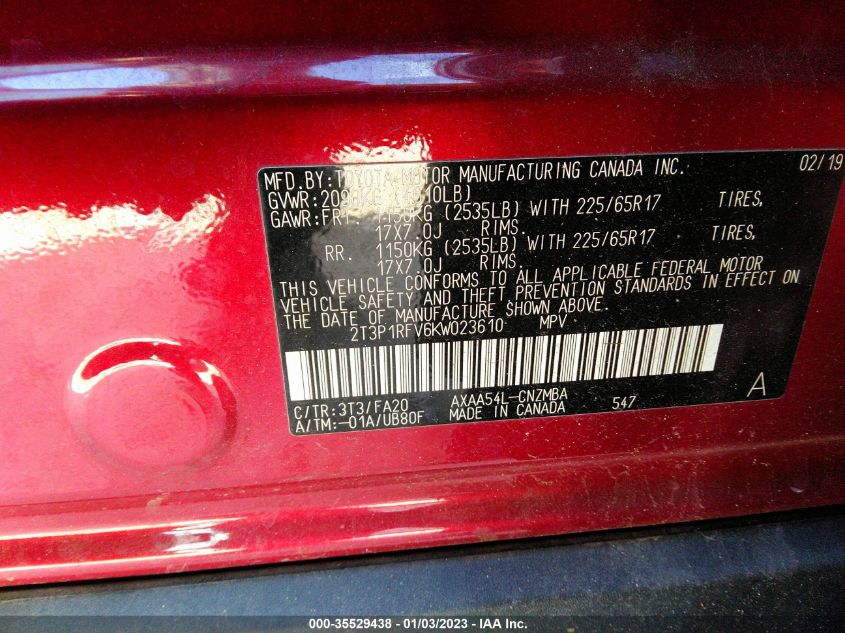 MFD.BY:TOYOTA MOTOR MANUFACTURING CANADA INC. 02/19
GVWR:
GAWR:FRT. 1150KG (2535LB) WITH 225/65R17 TIRES,
17X7.0J RIMS.
RR. 1150KG (2535LB) WITH 225/65R17 TIRES,
17X7.0J RIMS.
THIS VEHICLE CONFORMS TO ALL APPLICABLE FEDERAL MOTOR
VEHICLE SAFETY AND THEFT PREVENTION STANDARDS IN EFFECT ON
THE DATE OF MANUFACTURE SHOWN ABOVE.
2T3P1RFV6KW023610 MPV
C/TR:3T3/FA20 AXAA54L-CNZMBA 547 A
A/TM:-01A/UB80F MADE IN CANADA
000-35529438 - 01/03/2023 - IAA Inc.